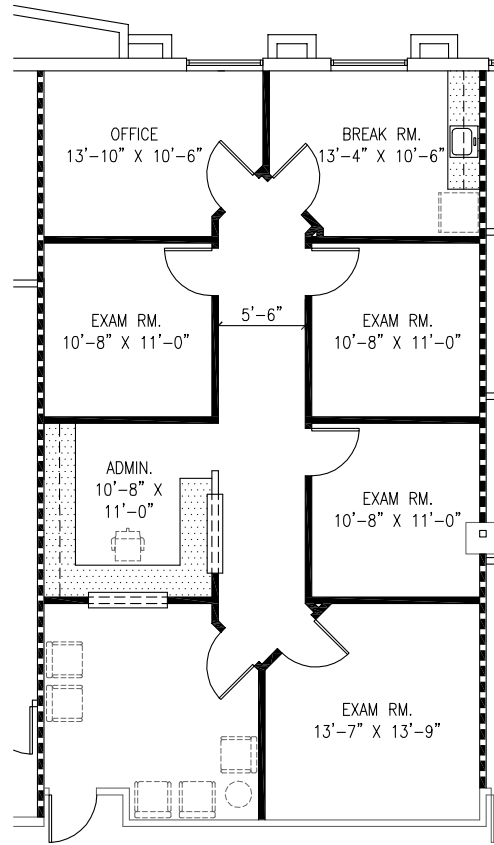 OFFICE
13'-10" X 10'-6"
BREAK RM.
13'-4" X 10'-6"
5'-6"
EXAM RM.
10'-8" X 11'-0"
EXAM RM.
10'-8" X 11'-0"
ADMIN.
10'-8" X
11'-0"
EXAM RM.
10'-8" X 11'-0"
EXAM RM.
13'-7" X 13'-9"